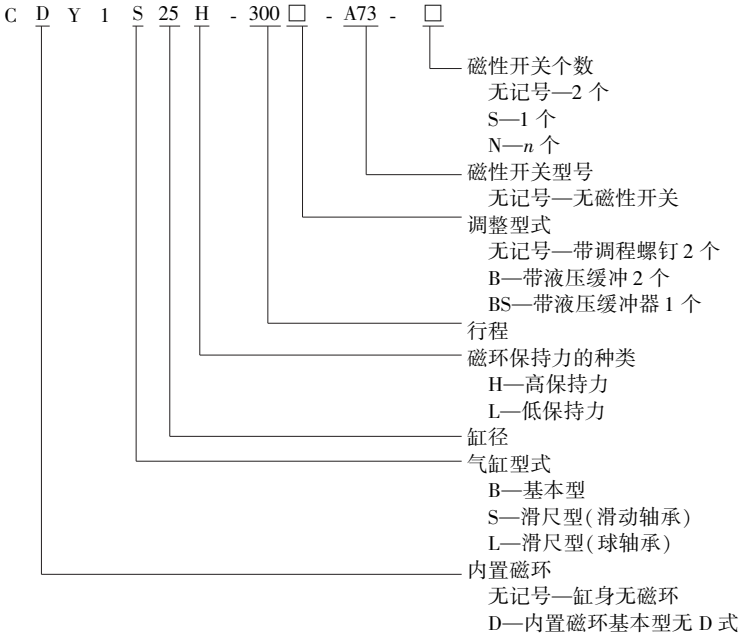 C D Y 1 S 25 H - 300 □ - A73 - □
磁性开关个数
无记号—2 个
S—1 个
N—n 个
磁性开关型号
无记号—无磁性开关
调整型式
无记号—带调程螺钉 2 个
B—带液压缓冲 2 个
BS—带液压缓冲器 1 个
行程
磁环保持力的种类
H—高保持力
L—低保持力
缸径
气缸型式
B—基本型
S—滑尺型(滑动轴承)
L—滑尺型(球轴承)
内置磁环
无记号—缸身无磁环
D—内置磁环基本型无 D 式